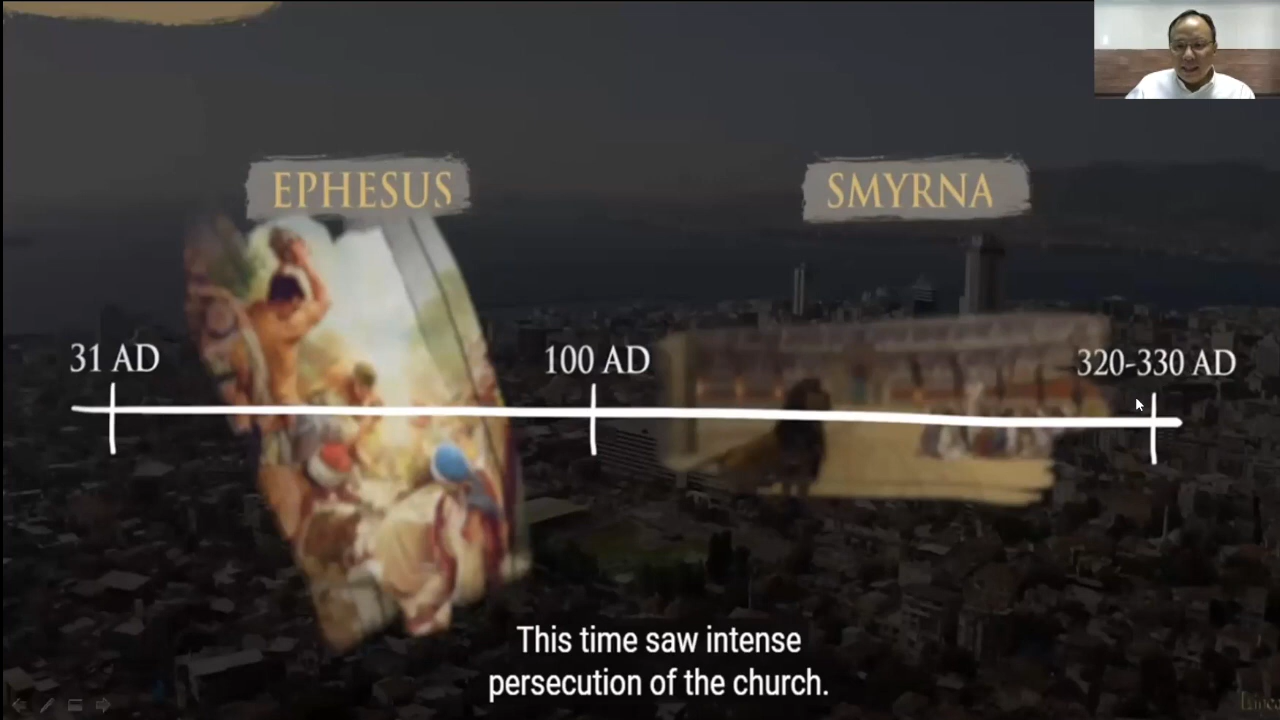 EPHESUS
SMYRNA
31 AD
100 AD
320-330 AD
This time saw intense
persecution of the church.